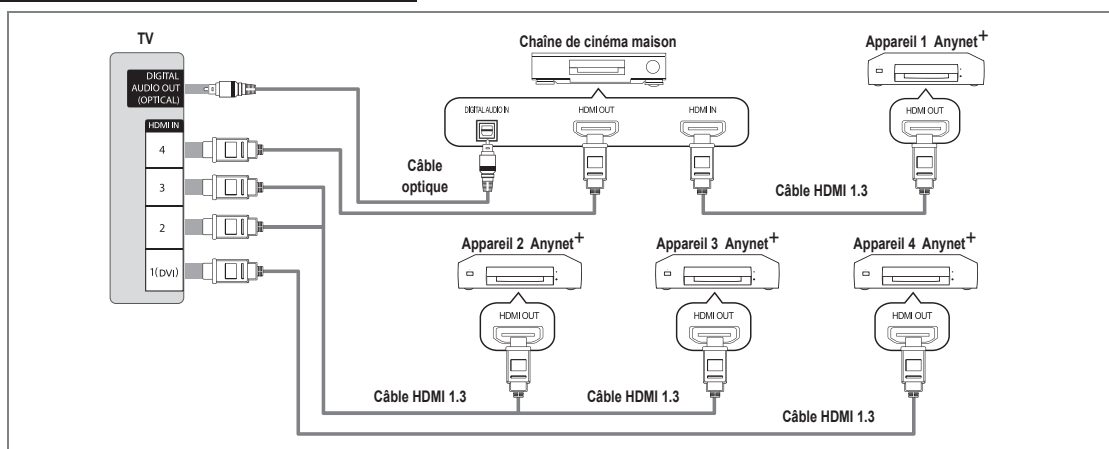 TV
DIGITAL
AUDIO OUT
(OPTICAL)
HDMI IN
4
3
2
1(DVI)
Chaîne de cinéma maison
DIGITAL AUDIO IN
HDMI OUT
HDMI IN
Câble
optique
Appareil 1 Anynet+
HDMI OUT
Câble HDMI 1.3
Appareil 2 Anynet+
Appareil 3 Anynet+
Appareil 4 Anynet+
HDMI OUT
HDMI OUT
HDMI OUT
Câble HDMI 1.3
Câble HDMI 1.3
Câble HDMI 1.3